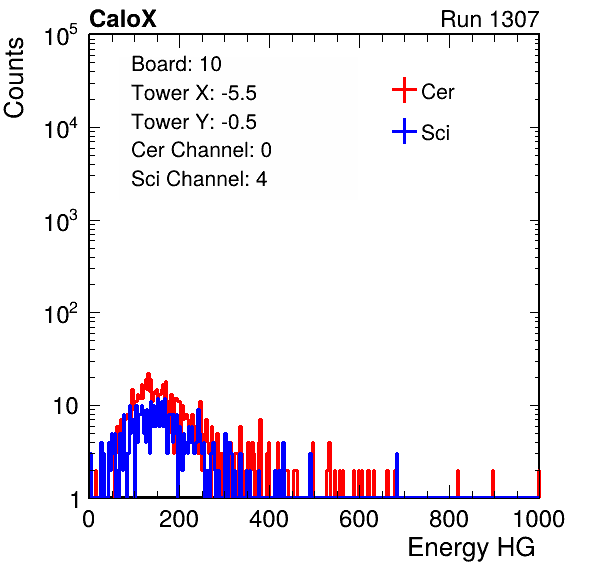 CaloX Run 1307
Counts
Board: 10
Tower X: -5.5
Tower Y: -0.5
Cer Channel: 0
Sci Channel: 4
Cer
Sci
10^5
10^4
10^3
10^2
10
1
0 200 400 600 800 1000
Energy HG